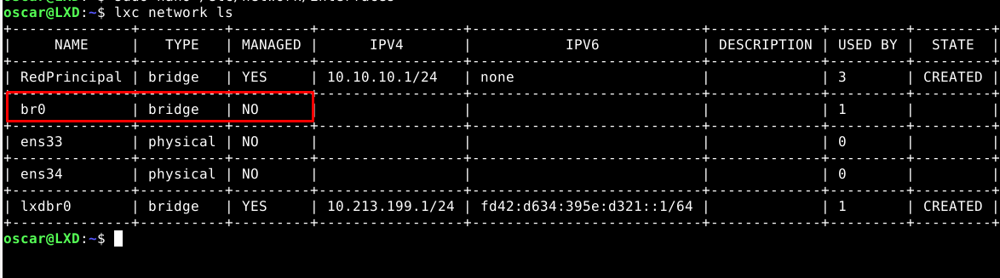 oscar@LXD:~$ lxc network ls
+--------------+----------+---------+-----------------+---------------------------+-------------+---------+---------+
| NAME | TYPE | MANAGED | IPV4 | IPV6 | DESCRIPTION | USED BY | STATE |
+--------------+----------+---------+-----------------+---------------------------+-------------+---------+---------+
| RedPrincipal | bridge | YES | 10.10.10.1/24 | none | | 3 | CREATED |
+--------------+----------+---------+-----------------+---------------------------+-------------+---------+---------+
| br0 | bridge | NO | | | | 1 | |
+--------------+----------+---------+-----------------+---------------------------+-------------+---------+---------+
| ens33 | physical | NO | | | | 0 | |
+--------------+----------+---------+-----------------+---------------------------+-------------+---------+---------+
| ens34 | physical | NO | | | | 0 | |
+--------------+----------+---------+-----------------+---------------------------+-------------+---------+---------+
| lxdbr0 | bridge | YES | 10.213.199.1/24 | fd42:d634:395e:d321::1/64 | | 1 | CREATED |
+--------------+----------+---------+-----------------+---------------------------+-------------+---------+---------+
oscar@LXD:~$